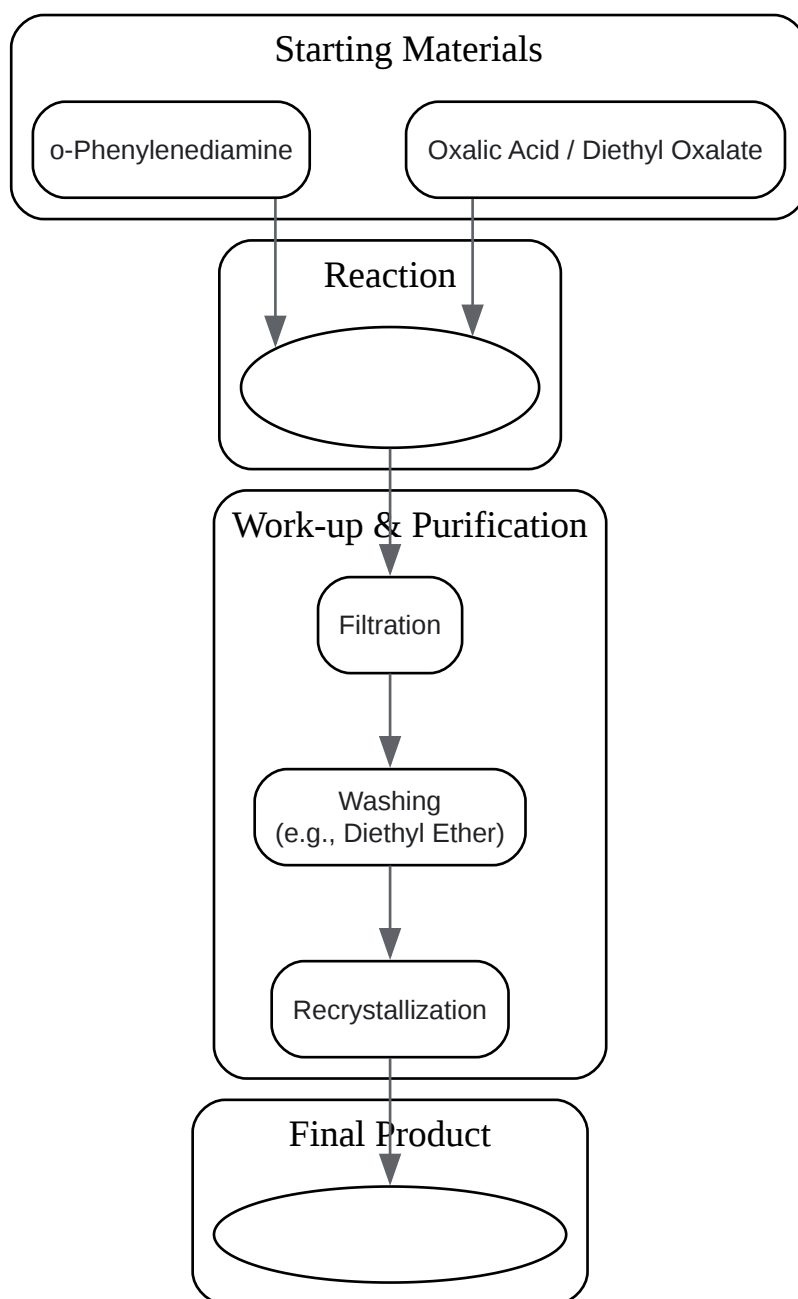 Starting Materials
o-Phenylenediamine
Oxalic Acid / Diethyl Oxalate
Reaction
Work-up & Purification
Filtration
Washing
(e.g., Diethyl Ether)
Recrystallization
Final Product